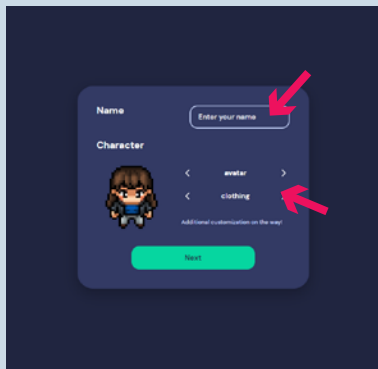 Name
Enter your name
Character
< avatar >
< clothing
Additional customization on the way!
Next